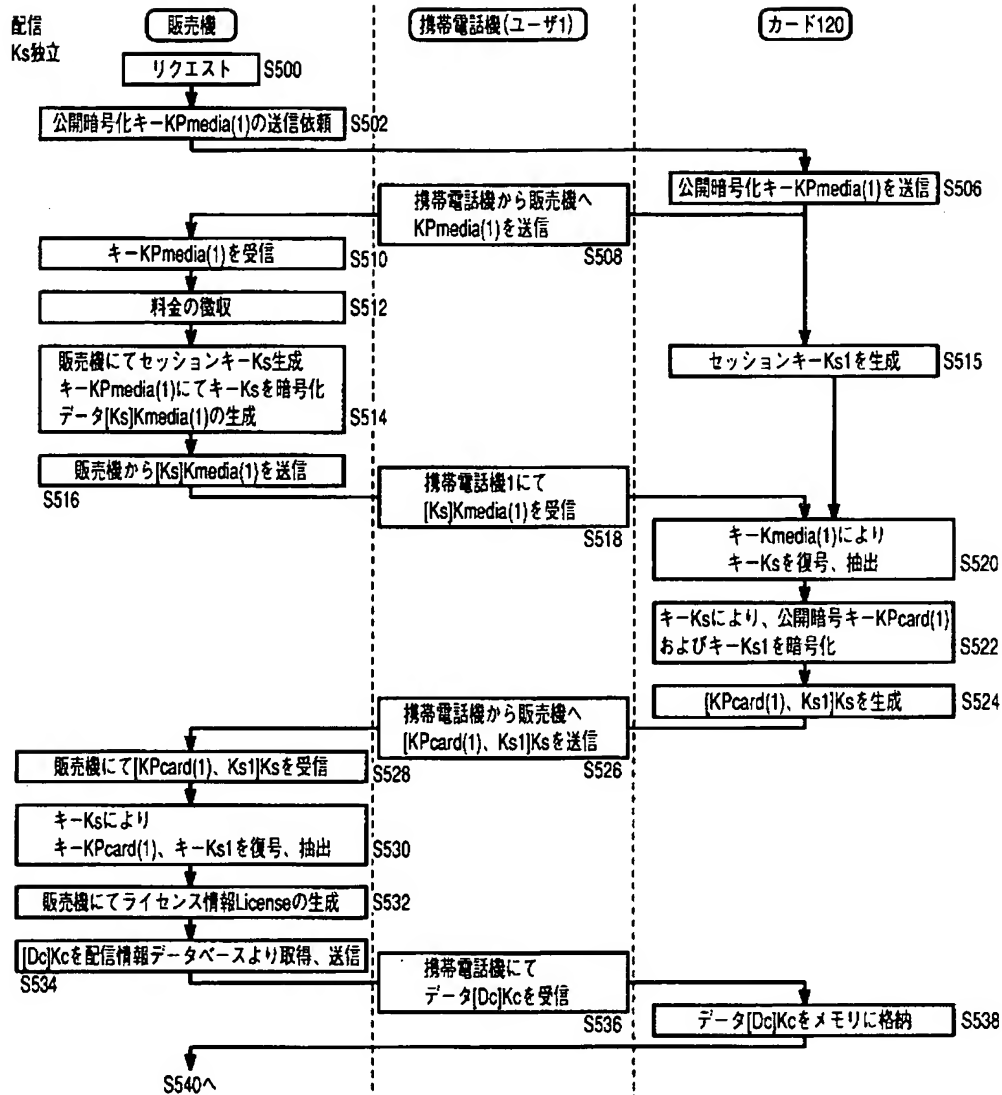 配信
Ks独立
販売機
携帯電話機(ユーザ1)
カード120
リクエスト
S500
公開暗号化キーKPmedia(1)の送信依頼
S502
公開暗号化キーKPmedia(1)を送信
S506
携帯電話機から販売機へ
KPmedia(1)を送信
S508
キーKPmedia(1)を受信
S510
料金の徴収
S512
販売機にてセッションキーKs生成
キーKPmedia(1)にてキーKsを暗号化
データ[Ks]Kmedia(1)の生成
S514
セッションキーKs1を生成
S515
販売機から[Ks]Kmedia(1)を送信
S516
携帯電話機1にて
[Ks]Kmedia(1)を受信
S518
キーKmedia(1)により
キーKsを復号、抽出
S520
キーKsにより、公開暗号キーKPcard(1)
およびキーKs1を暗号化
S522
[KPcard(1)、Ks1]Ksを生成
S524
携帯電話機から販売機へ
[KPcard(1)、Ks1]Ksを送信
S526
販売機にて[KPcard(1)、Ks1]Ksを受信
S528
キーKsにより
キーKPcard(1)、キーKs1を復号、抽出
S530
販売機にてライセンス情報Licenseの生成
S532
[Dc]Kcを配信情報データベースより取得、送信
S534
携帯電話機にて
データ[Dc]Kcを受信
S536
データ[Dc]Kcをメモリに格納
S538
S540へ